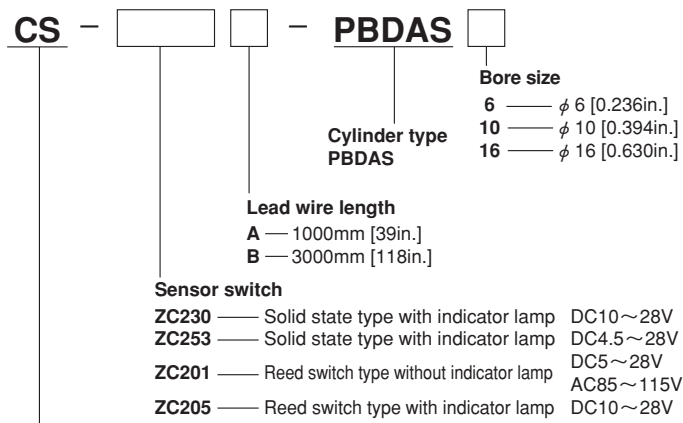 CS – – PBDAS
Bore size
6 φ 6 [0.236in.]
10 φ 10 [0.394in.]
16 φ 16 [0.630in.]
Cylinder type
PBDAS
Lead wire length
A 1000mm [39in.]
B 3000mm [118in.]
Sensor switch
ZC230 Solid state type with indicator lamp DC10～28V
ZC253 Solid state type with indicator lamp DC4.5～28V
ZC201 Reed switch type without indicator lamp DC5～28V
AC85～115V
ZC205 Reed switch type with indicator lamp DC10～28V